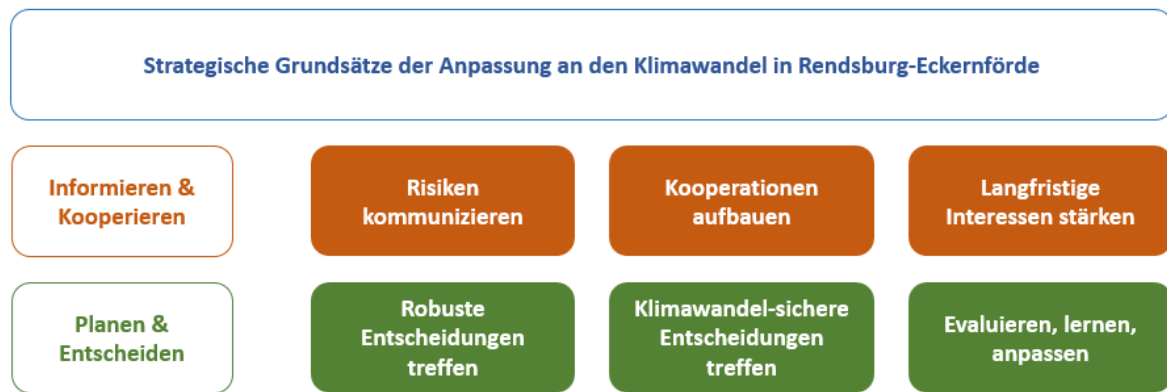 Strategische Grundsätze der Anpassung an den Klimawandel in Rendsburg-Eckernförde
Informieren &
Kooperieren
Risiken
kommunizieren
Kooperationen
aufbauen
Langfristige
Interessen stärken
Planen &
Entscheiden
Robuste
Entscheidungen
treffen
Klimawandel-sichere
Entscheidungen
treffen
Evaluieren, lernen,
anpassen